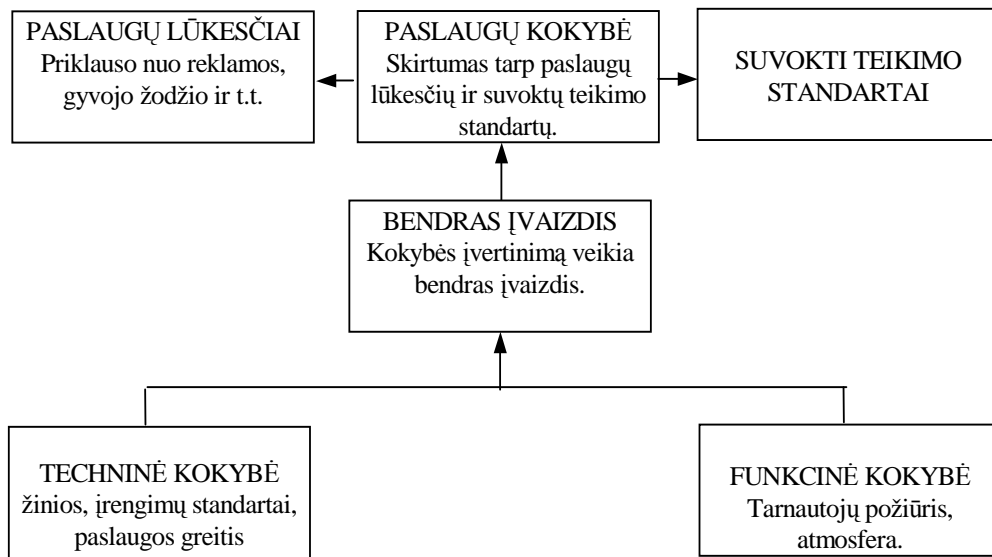 PASLAUGŲ LŪKESČIAI
Priklauso nuo reklamos,
gyvojo žodžio ir t.t.
PASLAUGŲ KOKYBĖ
Skirtumas tarp paslaugų
lūkesčių ir suvoktų teikimo
standartų.
SUVOKTI TEIKIMO
STANDARTAI
BENDRAS ĮVAIZDIS
Kokybės įvertinimą veikia
bendras įvaizdis.
TECHNINĖ KOKYBĖ
žinios, įrengimų standartai,
paslaugos greitis
FUNKCINĖ KOKYBĖ
Tarnautojų požiūris,
atmosfera.